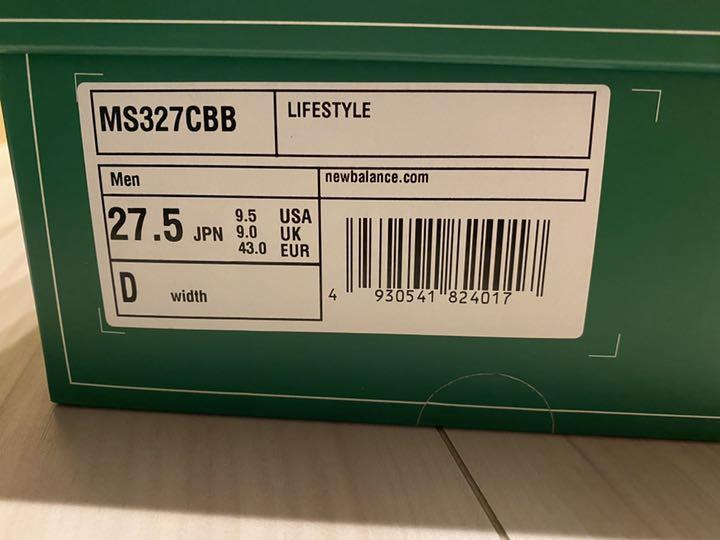 MS327CBB
LIFESTYLE
Men
newbalance.com
27.5 JPN
9.5 USA
9.0 UK
43.0 EUR
D width
4 930541 824017